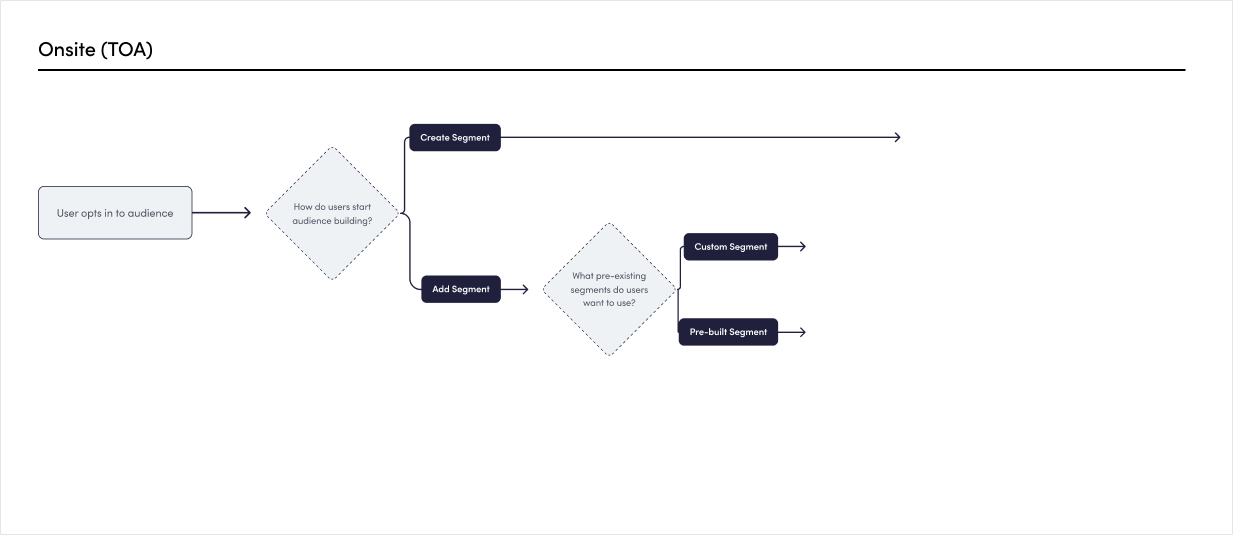 Onsite (TOA)
Create Segment
User opts in to audience
How do users start
audience building?
Custom Segment
Add Segment
What pre-existing
segments do users
want to use?
Pre-built Segment